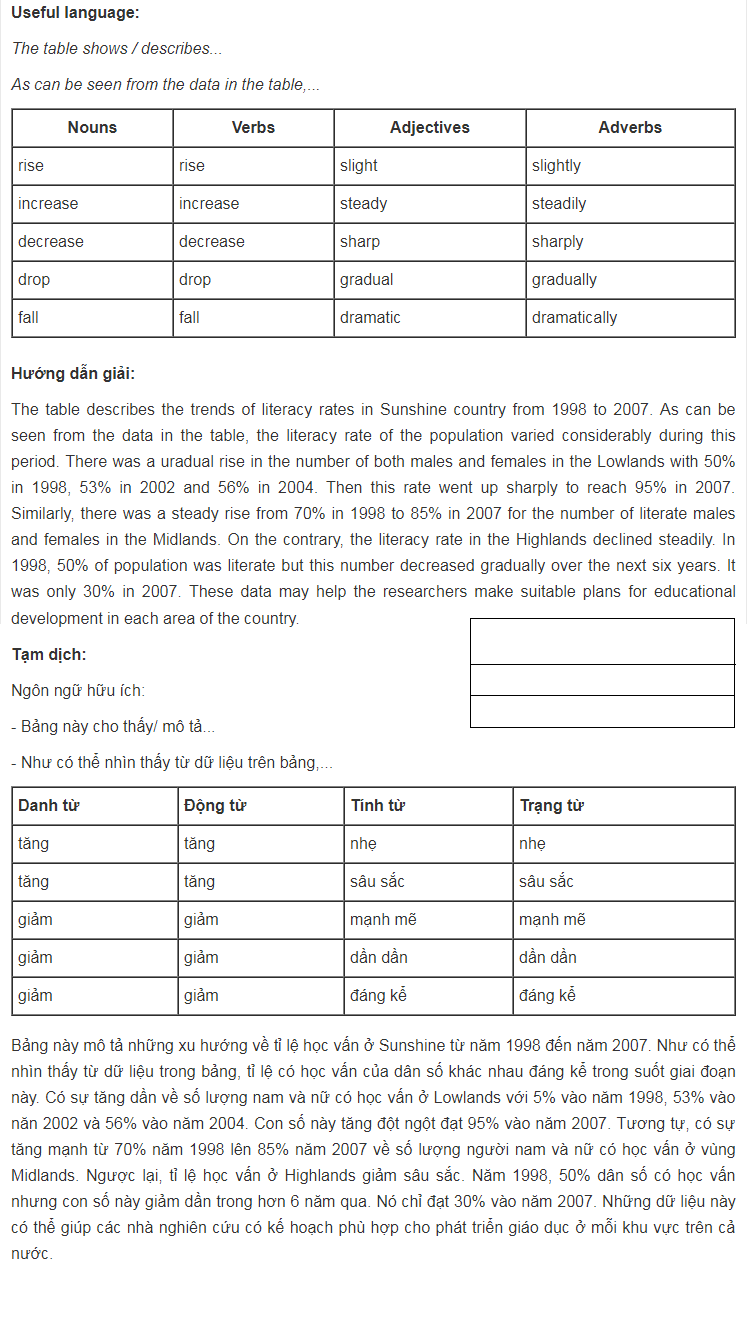 Useful language:
The table shows / describes...
As can be seen from the data in the table,...
Nouns Verbs Adjectives Adverbs
rise rise slight slightly
increase increase steady steadily
decrease decrease sharp sharply
drop drop gradual gradually
fall fall dramatic dramatically
Hướng dẫn giải:
The table describes the trends of literacy rates in Sunshine country from 1998 to 2007. As can be
seen from the data in the table, the literacy rate of the population varied considerably during this
period. There was a uradual rise in the number of both males and females in the Lowlands with 50%
in 1998, 53% in 2002 and 56% in 2004. Then this rate went up sharply to reach 95% in 2007.
Similarly, there was a steady rise from 70% in 1998 to 85% in 2007 for the number of literate males
and females in the Midlands. On the contrary, the literacy rate in the Highlands declined steadily. In
1998, 50% of population was literate but this number decreased gradually over the next six years. It
was only 30% in 2007. These data may help the researchers make suitable plans for educational
development in each area of the country.
Tạm dịch:
Ngôn ngữ hữu ích:
- Bảng này cho thấy/ mô tả...
- Như có thể nhìn thấy từ dữ liệu trên bảng,...
Danh từ Động từ Tính từ Trạng từ
tăng tăng nhẹ nhẹ
tăng tăng sâu sắc sâu sắc
giảm giảm mạnh mẽ mạnh mẽ
giảm giảm dần dần dần dần
giảm giảm đáng kể đáng kể
Bảng này mô tả những xu hướng về tỉ lệ học vấn ở Sunshine từ năm 1998 đến năm 2007. Như có thể
nhìn thấy từ dữ liệu trong bảng, tỉ lệ có học vấn của dân số khác nhau đáng kể trong suốt giai đoạn
này. Có sự tăng dần về số lượng nam và nữ có học vấn ở Lowlands với 5% vào năm 1998, 53% vào
năn 2002 và 56% vào năm 2004. Con số này tăng đột ngột đạt 95% vào năm 2007. Tương tự, có sự
tăng mạnh từ 70% năm 1998 lên 85% năm 2007 về số lượng người nam và nữ có học vấn ở vùng
Midlands. Ngược lại, tỉ lệ học vấn ở Highlands giảm sâu sắc. Năm 1998, 50% dân số có học vấn
nhưng con số này giảm dần trong hơn 6 năm qua. Nó chỉ đạt 30% vào năm 2007. Những dữ liệu này
có thể giúp các nhà nghiên cứu có kế hoạch phù hợp cho phát triển giáo dục ở mỗi khu vực trên cả
nước.